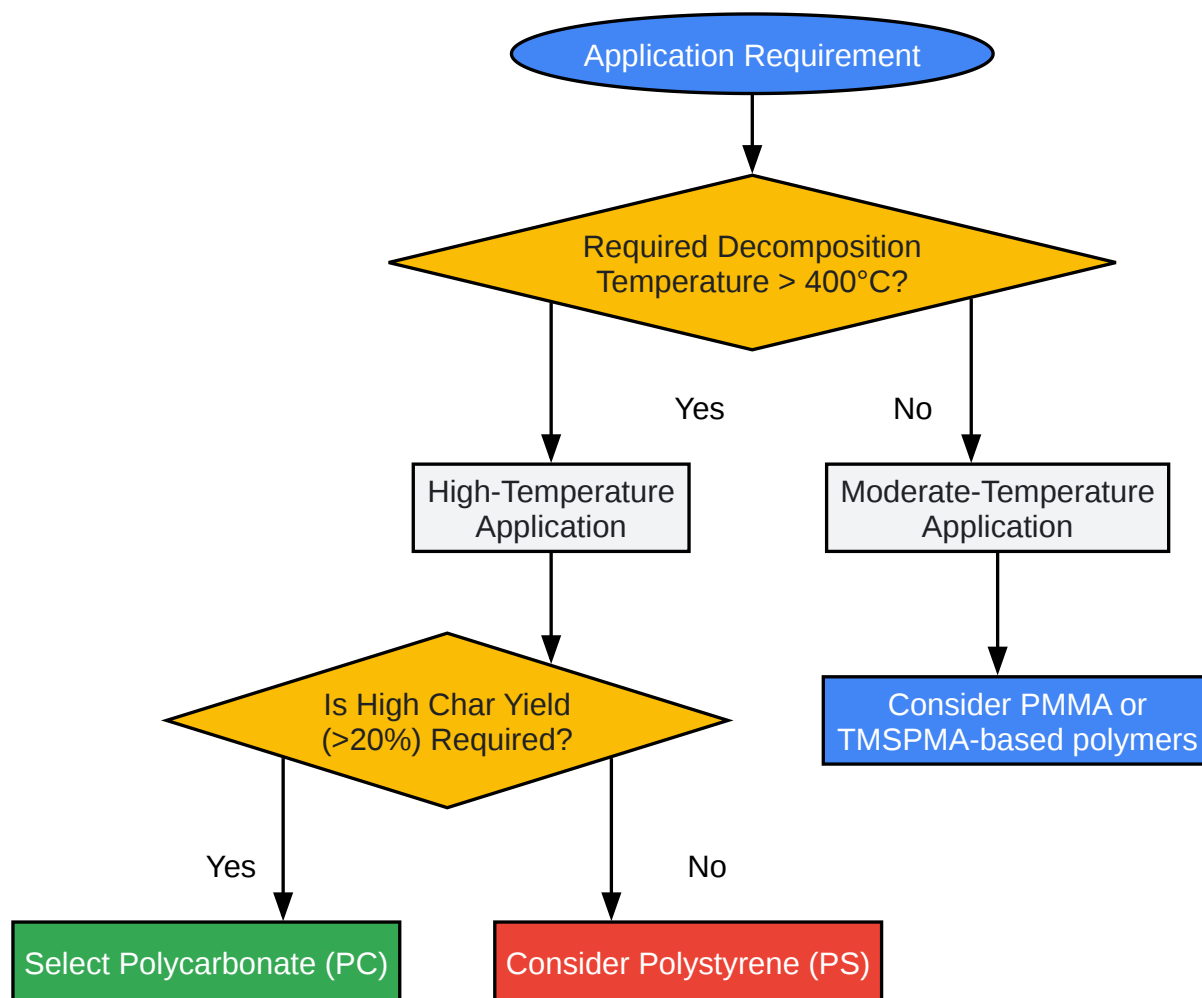 Application Requirement
Required Decomposition
Temperature > 400°C?
Yes
No
High-Temperature
Application
Moderate-Temperature
Application
Is High Char Yield
(>20%) Required?
Consider PMMA or
TMSPMA-based polymers
Yes
No
Select Polycarbonate (PC)
Consider Polystyrene (PS)